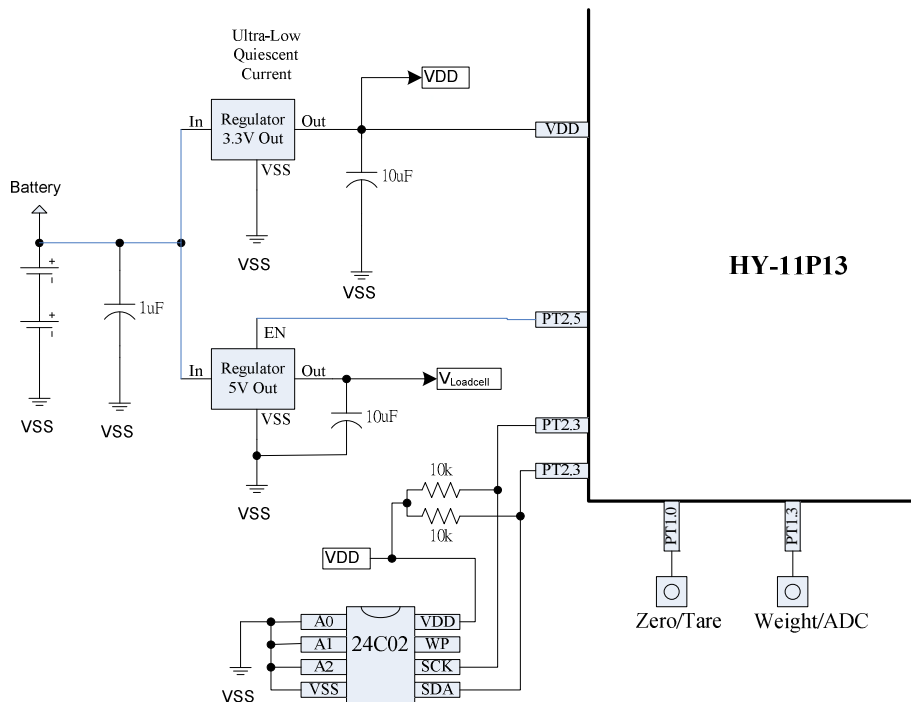 Ultra-Low
Quiescent
Current
VDD
In
Regulator
3.3V Out
Out
VDD
VSS
10uF
Battery
VSS
VSS
HY-11P13
+
-
+
-
1uF
EN
PT2.5
In
Regulator
5V Out
Out
VLoadcell
VSS
10uF
VSS
VSS
VSS
PT2.3
10k
PT2.3
10k
PT1.0
PT1.3
VDD
Zero/Tare
Weight/ADC
A0
VDD
A1
24C02
WP
A2
SCK
VSS
SDA
VSS